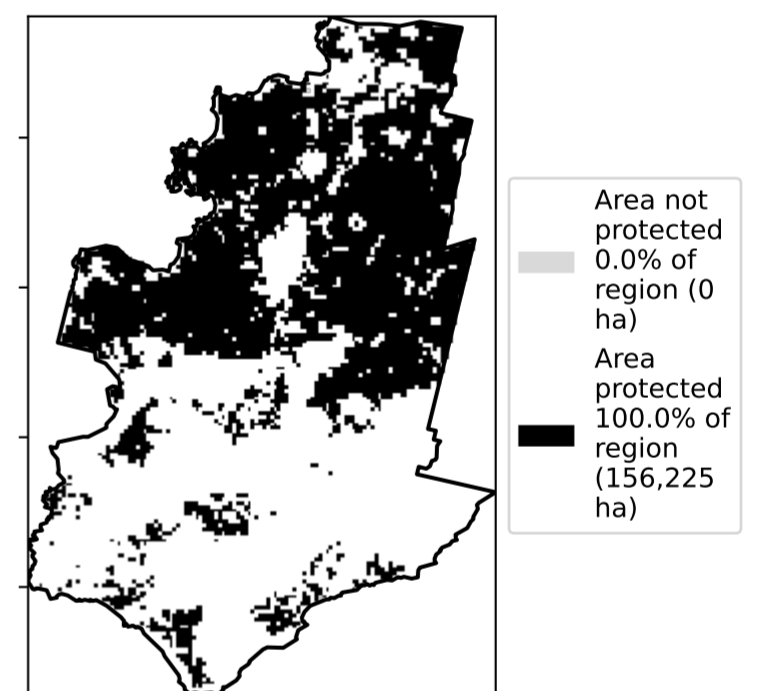 Area not
protected
0.0% of
region (0
ha)
Area
protected
100.0% of
region
(156,225
ha)